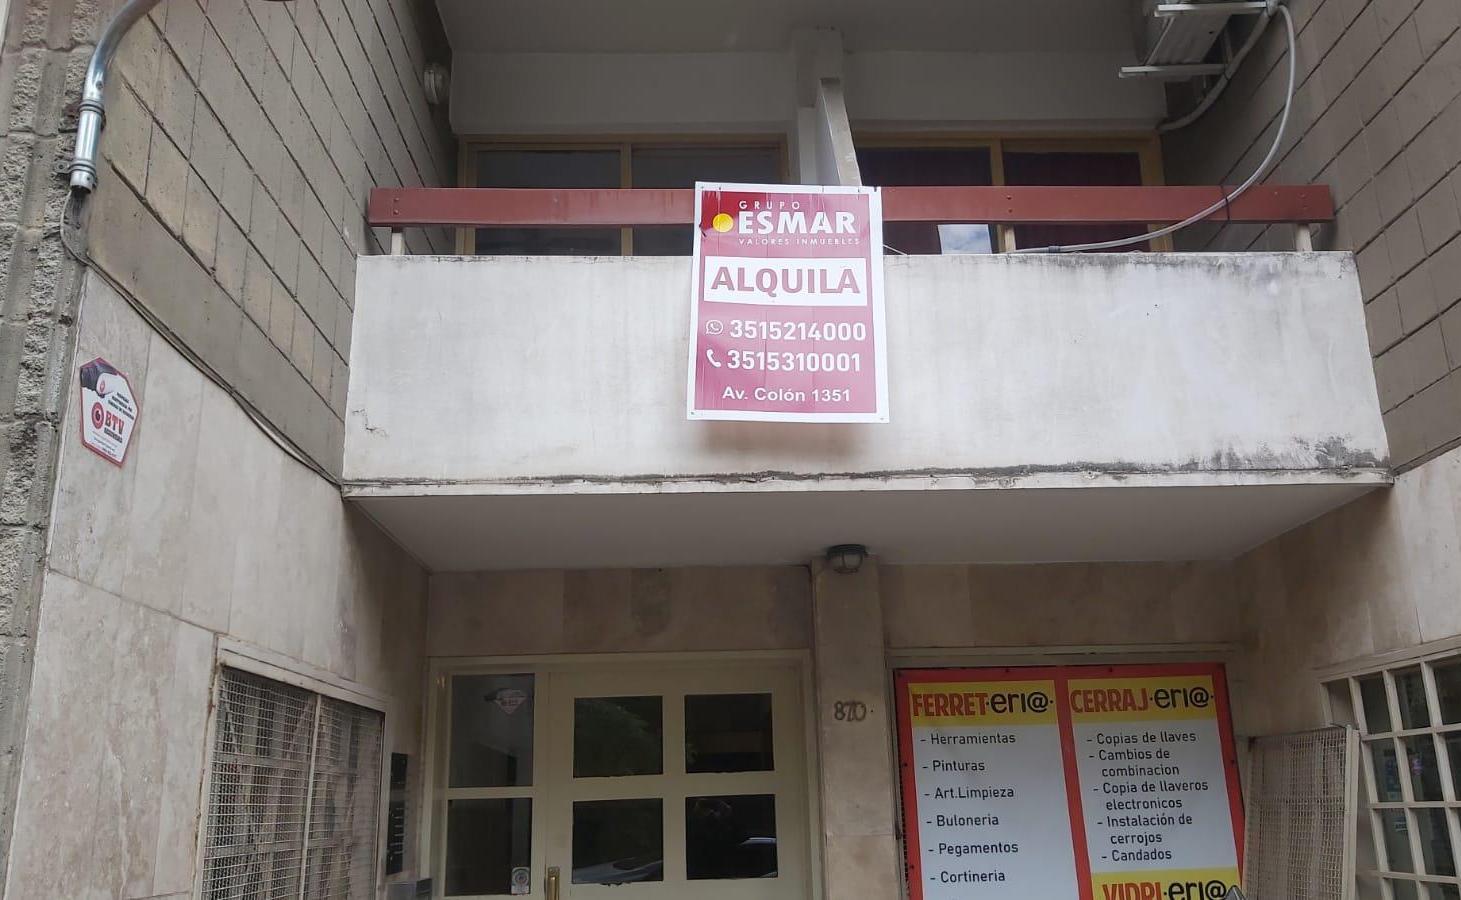 GRUPO
ESMAR
VALORES INMUEBLES
ALQUILA
3515214000
3515310001
Av. Colón 1351
BTV
870
FERRET·eri@·
- Herramientas
- Pinturas
- Art.Limpieza
- Buloneria
- Pegamentos
- Cortineria
CERRAJ·eri@·
- Copias de llaves
- Cambios de
combinacion
- Copia de llaveros
electronicos
- Instalación de
cerrojos
- Candados
VIDRI·eri@·